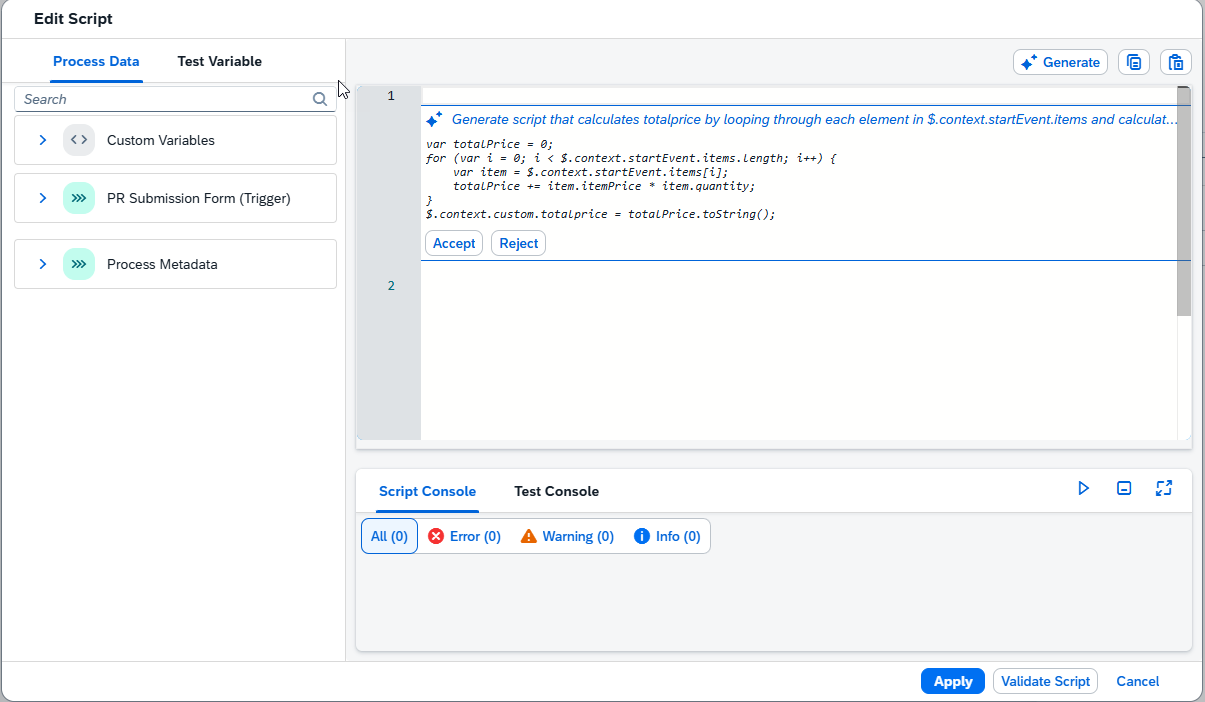 Edit Script
Process Data
Test Variable
Search
Custom Variables
PR Submission Form (Trigger)
Process Metadata
Generate
1
Generate script that calculates totalprice by looping through each element in $.context.startEvent.items and calculat...
var totalPrice = 0;
for (var i = 0; i < $.context.startEvent.items.length; i++) {
    var item = $.context.startEvent.items[i];
    totalPrice += item.itemPrice * item.quantity;
}
$.context.custom.totalprice = totalPrice.toString();
Accept
Reject
2
Script Console
Test Console
All (0)
Error (0)
Warning (0)
Info (0)
Apply
Validate Script
Cancel